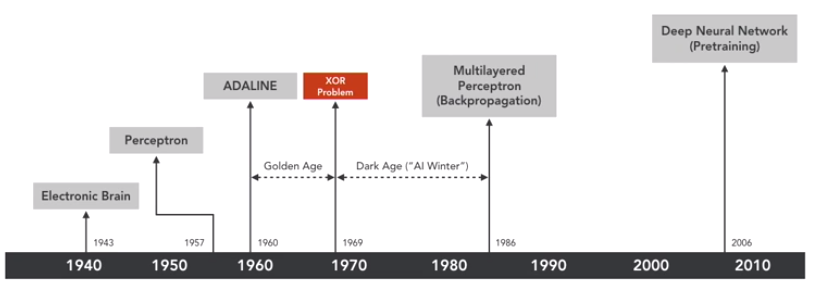 Deep Neural Network
(Pretraining)
Multilayered
Perceptron
(Backpropagation)
ADALINE
XOR
Problem
Perceptron
Golden Age
Dark Age ("AI Winter")
Electronic Brain
1943
1957
1960
1969
1986
2006
1940
1950
1960
1970
1980
1990
2000
2010